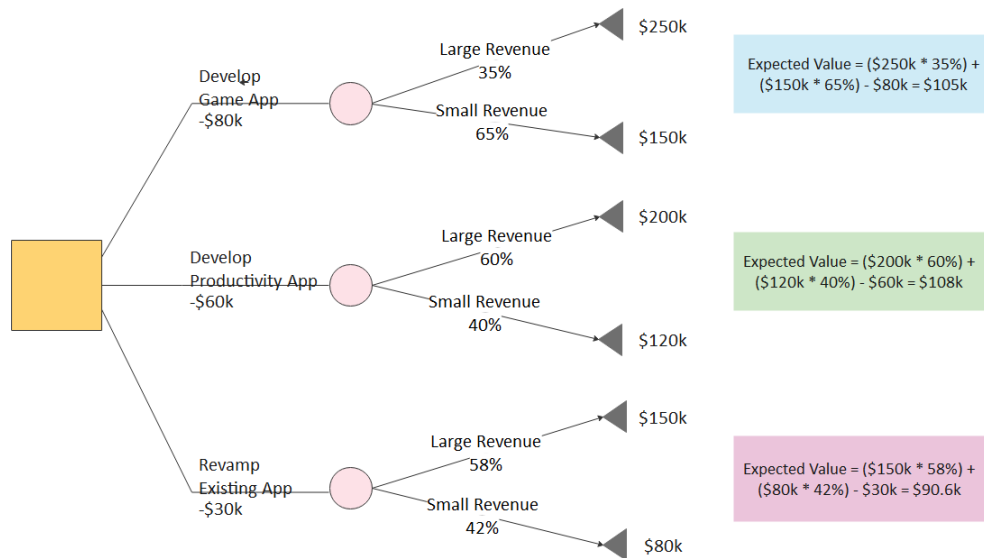 Develop
Game App
-$80k
Large Revenue
35%
$250k
Small Revenue
65%
$150k
Expected Value = ($250k * 35%) +
($150k * 65%) - $80k = $105k
Develop
Productivity App
-$60k
Large Revenue
60%
$200k
Small Revenue
40%
$120k
Expected Value = ($200k * 60%) +
($120k * 40%) - $60k = $108k
Revamp
Existing App
-$30k
Large Revenue
58%
$150k
Small Revenue
42%
$80k
Expected Value = ($150k * 58%) +
($80k * 42%) - $30k = $90.6k